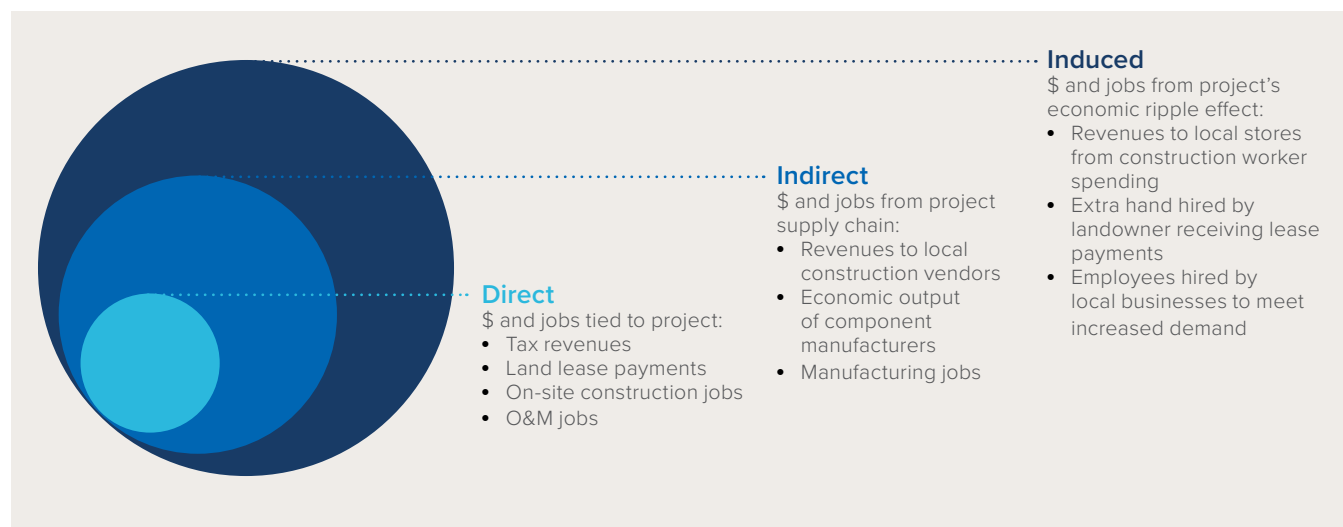 Induced
$ and jobs from project’s
economic ripple effect:
• Revenues to local stores
from construction worker
spending
• Extra hand hired by
landowner receiving lease
payments
• Employees hired by
local businesses to meet
increased demand
Indirect
$ and jobs from project
supply chain:
• Revenues to local
construction vendors
• Economic output
of component
manufacturers
• Manufacturing jobs
Direct
$ and jobs tied to project:
• Tax revenues
• Land lease payments
• On-site construction jobs
• O&M jobs